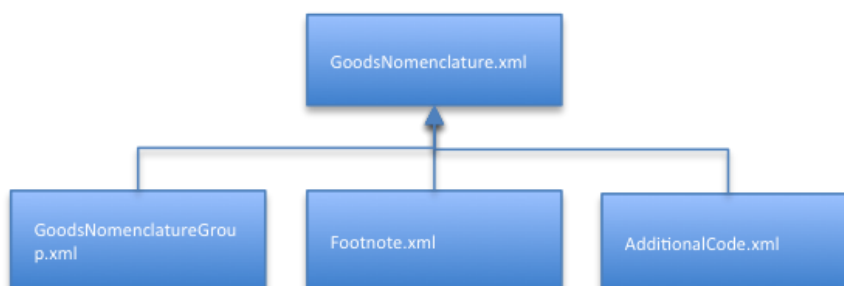 GoodsNomenclature.xml
GoodsNomenclatureGrou
p.xml
Footnote.xml
AdditionalCode.xml